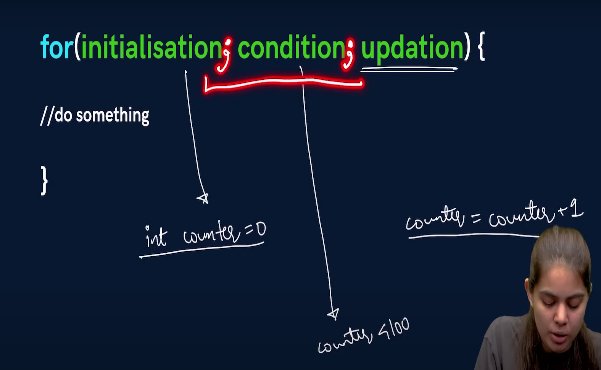 for(initialisation; condition; updation) {
//do something
}
int counter=0
counter = counter+1
counter <100